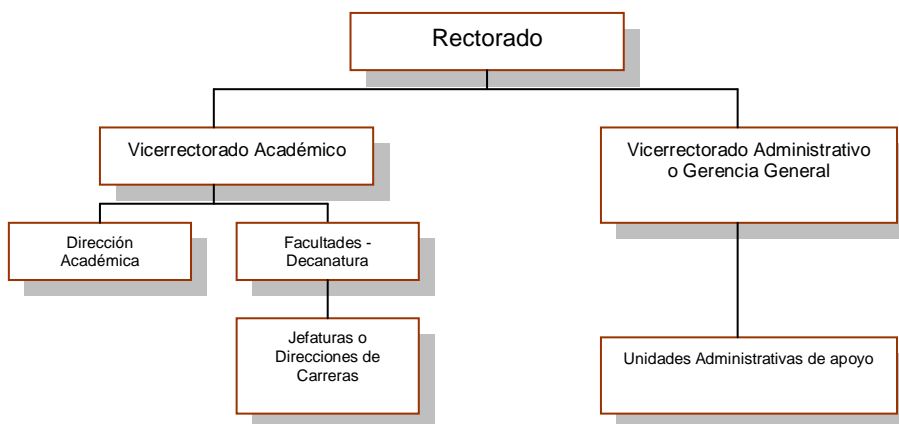 Rectorado
Vicerrectorado Académico
Vicerrectorado Administrativo
o Gerencia General
Dirección
Académica
Facultades -
Decanatura
Jefaturas o
Direcciones de
Carreras
Unidades Administrativas de apoyo